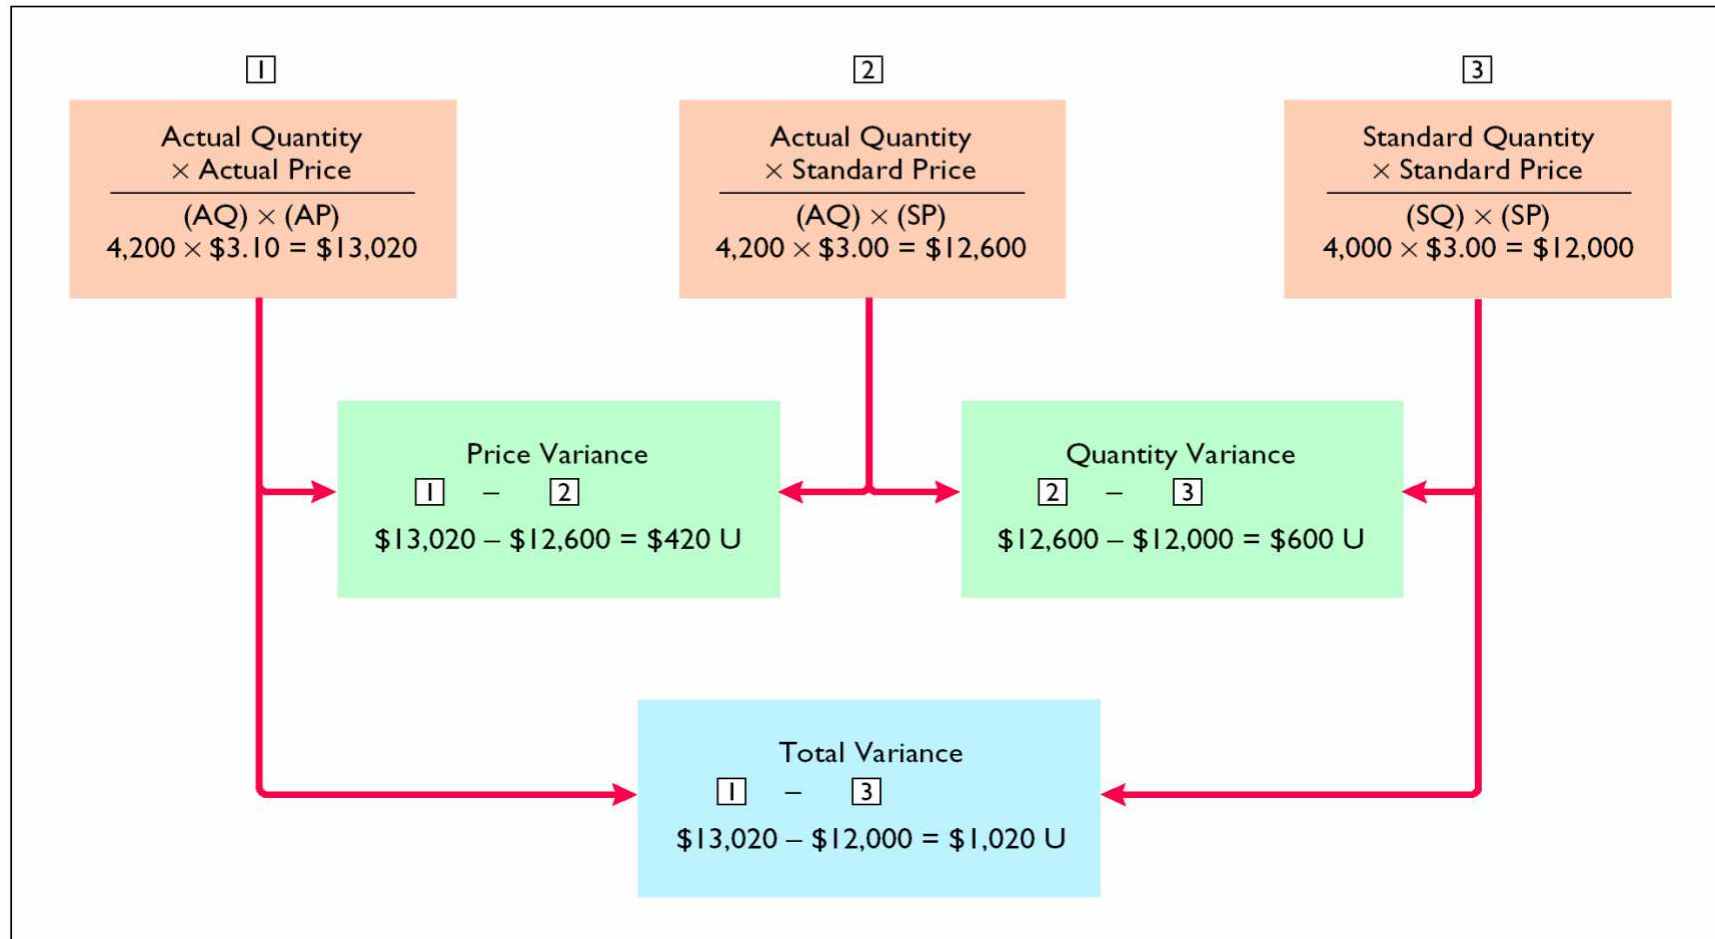 1
2
3
Actual Quantity
× Actual Price
(AQ) × (AP)
4,200 × $3.10 = $13,020
Actual Quantity
× Standard Price
(AQ) × (SP)
4,200 × $3.00 = $12,600
Standard Quantity
× Standard Price
(SQ) × (SP)
4,000 × $3.00 = $12,000
Price Variance
1 – 2
$13,020 – $12,600 = $420 U
Quantity Variance
2 – 3
$12,600 – $12,000 = $600 U
Total Variance
1 – 3
$13,020 – $12,000 = $1,020 U